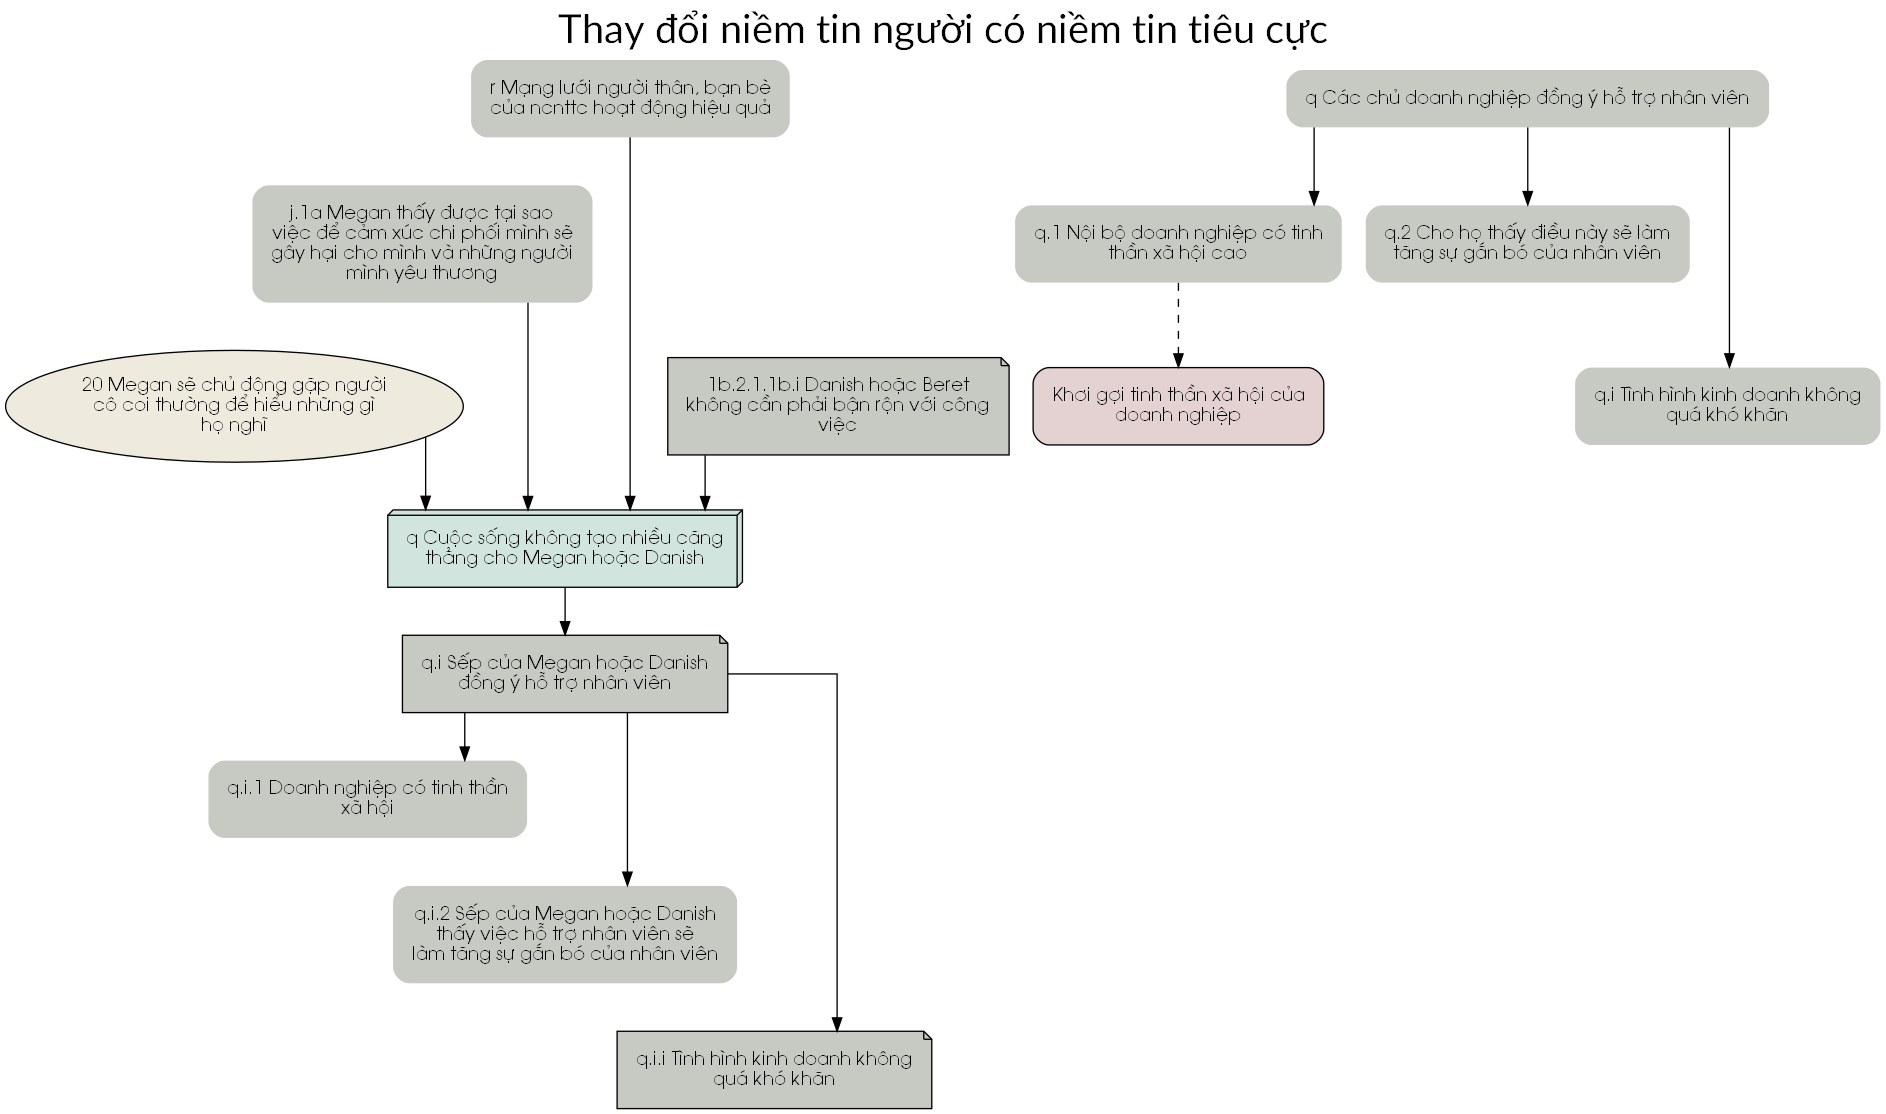 Thay đổi niềm tin người có niềm tin tiêu cực
r Mạng lưới người thân, bạn bè
của ncnttc hoạt động hiệu quả
q Các chủ doanh nghiệp đồng ý hỗ trợ nhân viên
j.1a Megan thấy được tại sao
việc để cảm xúc chi phối mình sẽ
gây hại cho mình và những người
mình yêu thương
q.1 Nội bộ doanh nghiệp có tinh
thần xã hội cao
q.2 Cho họ thấy điều này sẽ làm
tăng sự gắn bó của nhân viên
20 Megan sẽ chủ động gặp người
cô coi thường để hiểu những gì
họ nghĩ
1b.2.1.1b.i Danish hoặc Beret
không cần phải bận rộn với công
việc
Khơi gợi tinh thần xã hội của
doanh nghiệp
q.i Tình hình kinh doanh không
quá khó khăn
q Cuộc sống không tạo nhiều căng
thẳng cho Megan hoặc Danish
q.i Sếp của Megan hoặc Danish
đồng ý hỗ trợ nhân viên
q.i.1 Doanh nghiệp có tinh thần
xã hội
q.i.2 Sếp của Megan hoặc Danish
thấy việc hỗ trợ nhân viên sẽ
làm tăng sự gắn bó của nhân viên
q.i.i Tình hình kinh doanh không
quá khó khăn